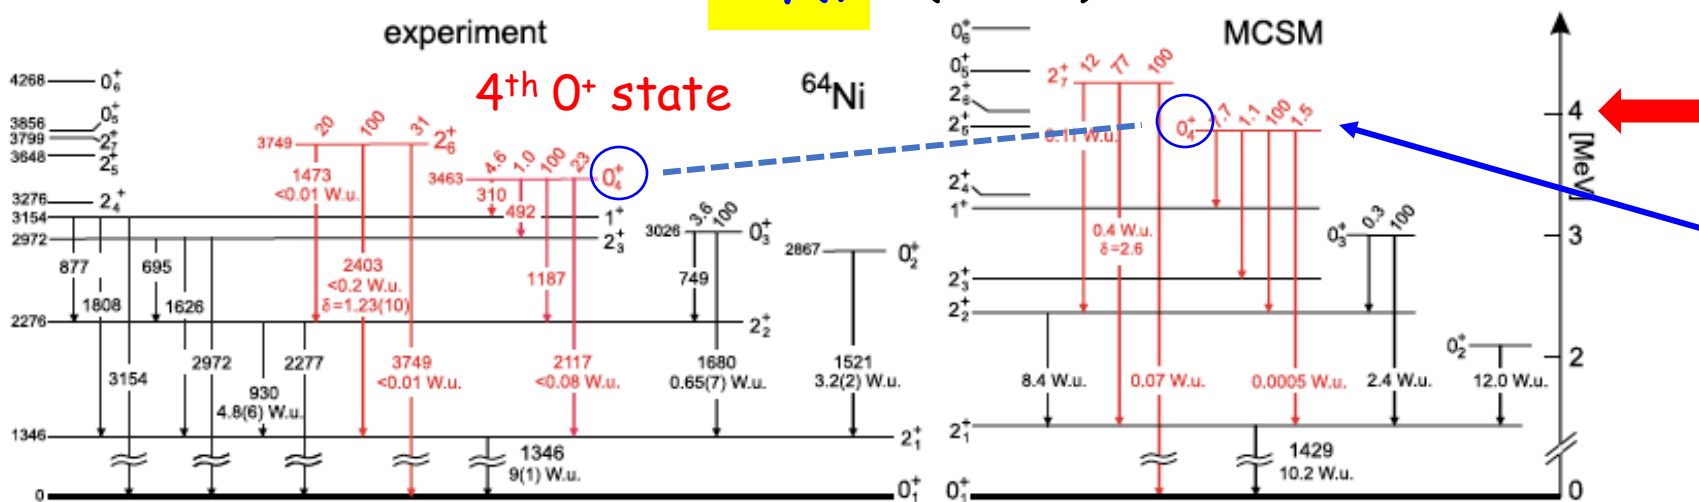 experiment
MCSM
4th 0+ state
64Ni
4268 0+6
3856 0+5
3799 2+7
3648 2+5
3276 2+4
3154 1+
2972 2+3
3749 20 100 31 2+6
1473
<0.01 W.u.
3463 4.6 1.0 100 23 0+4
310
492
3026 3.6 100 0+3
2867 0+2
877
695
2403
<0.2 W.u.
δ=1.23(10)
1187
749
1808
1626
2276 2+2
3154
2972
2277
930
4.8(6) W.u.
3749
<0.01 W.u.
2117
<0.08 W.u.
1680
0.65(7) W.u.
1521
3.2(2) W.u.
1346 2+1
1346
9(1) W.u.
0 0+1
0+6
0+5
2+7 12 77 100
2+6
2+5
0+4 1.1 100 1.5
4
[MeV]
2+4
1+
0.4 W.u.
δ=2.6
0+3 0.3 100
3
2+3
2+2
0+2
2
8.4 W.u.
0.07 W.u.
0.0005 W.u.
2.4 W.u.
12.0 W.u.
2+1
1429
10.2 W.u.
0+1
0